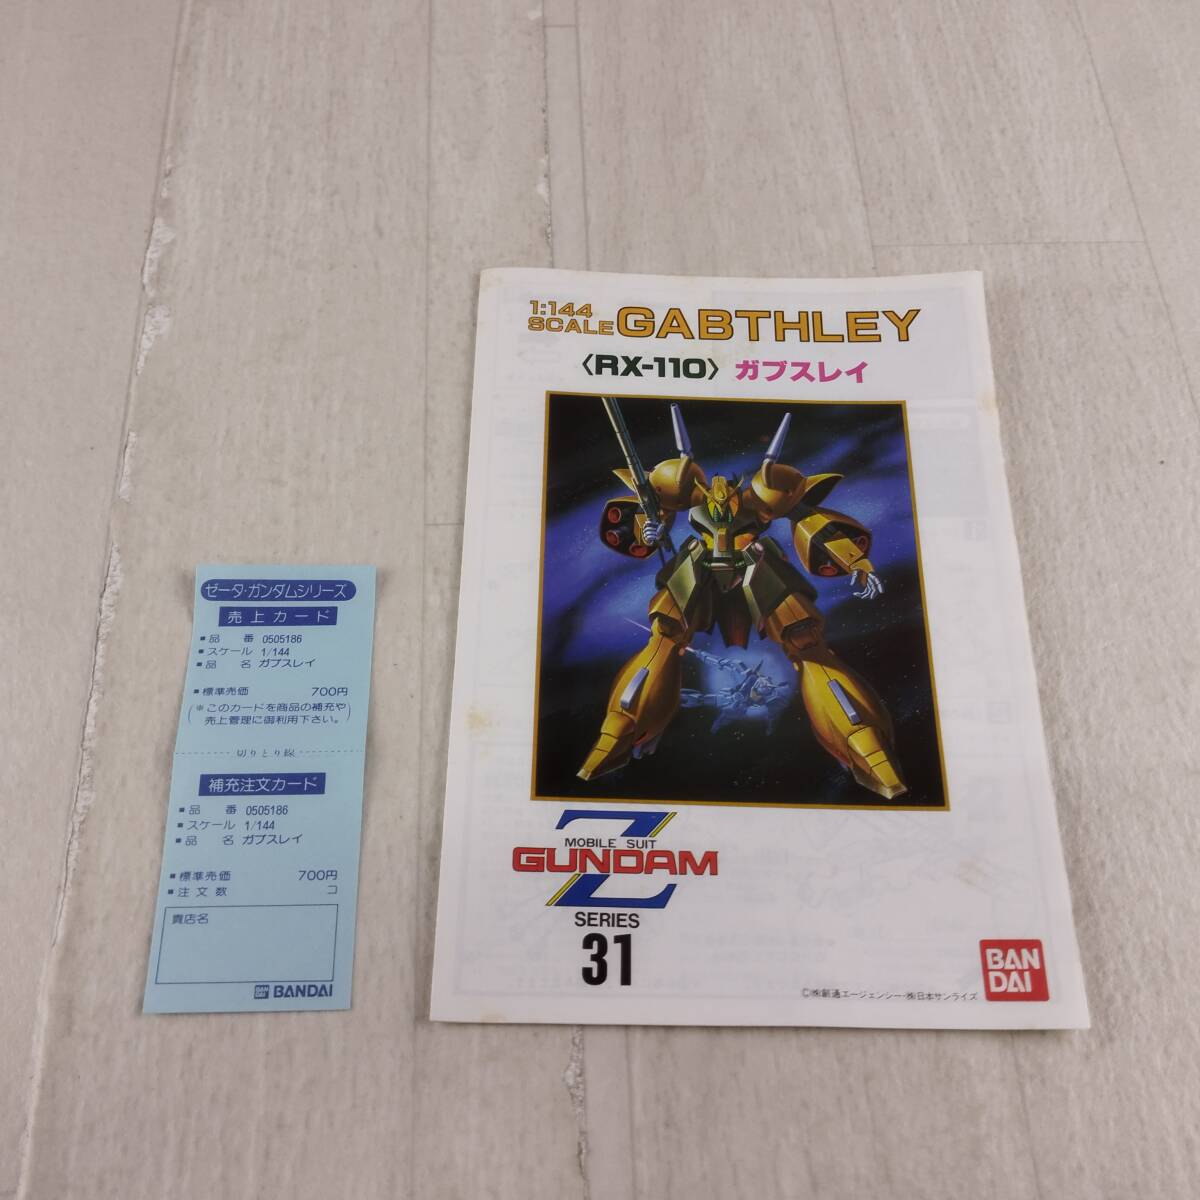 ゼータ・ガンダムシリーズ
売上カード
■品 番 0505186
■スケール 1/144
■品 名 ガブスレイ
■標準売価 700円
(※このカードを商品の補充や
売上管理に御利用下さい。)
切りとり線
補充注文カード
■品 番 0505186
■スケール 1/144
■品 名 ガブスレイ
■標準売価 700円
■注文数 コ
貴店名
BAN DAI BANDAI
1:144
SCALE GABTHLEY
〈RX-110〉 ガブスレイ
MOBILE SUIT
GUNDAM
Z
SERIES
31
BAN
DAI
©㈱創通エージェンシー・㈱日本サンライズ